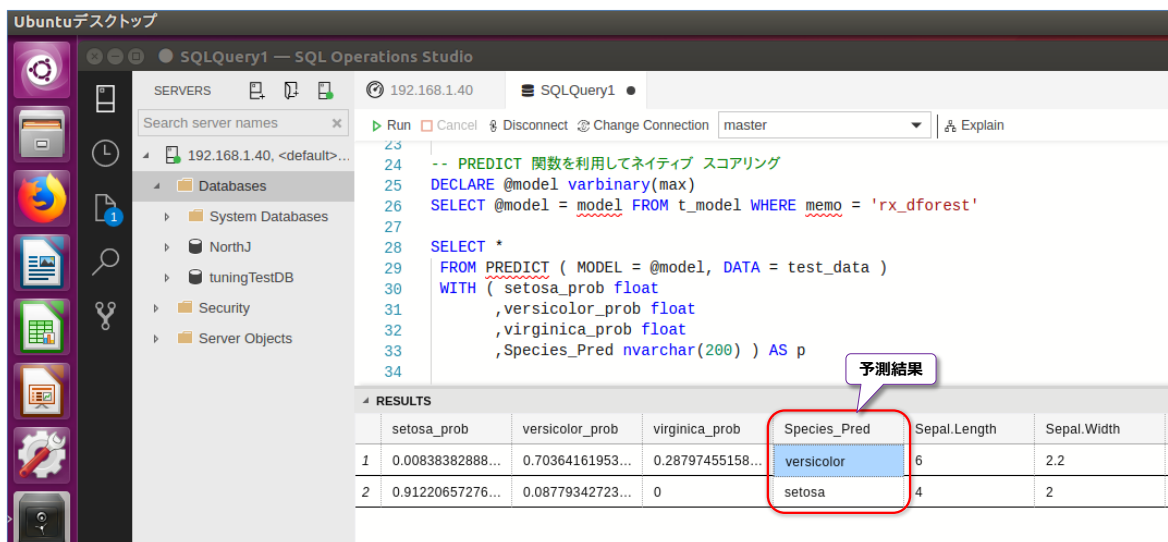 Ubuntuデスクトップ
SQLQuery1 — SQL Operations Studio
SERVERS
Search server names
192.168.1.40, <default>...
Databases
System Databases
NorthJ
tuningTestDB
Security
Server Objects
1
192.168.1.40
SQLQuery1
Run Cancel Disconnect Change Connection master Explain
23
24 -- PREDICT 関数を利用してネイティブ スコアリング
25 DECLARE @model varbinary(max)
26 SELECT @model = model FROM t_model WHERE memo = 'rx_dforest'
27
28 SELECT *
29 FROM PREDICT ( MODEL = @model, DATA = test_data )
30 WITH ( setosa_prob float
31 ,versicolor_prob float
32 ,virginica_prob float
33 ,Species_Pred nvarchar(200) ) AS p
34
予測結果
RESULTS
setosa_prob versicolor_prob virginica_prob Species_Pred Sepal.Length Sepal.Width
1 0.00838382888... 0.70364161953... 0.28797455158... versicolor 6 2.2
2 0.91220657276... 0.08779342723... 0 setosa 4 2